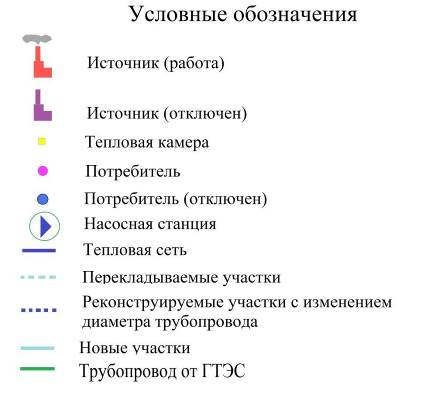 Условные обозначения
Источник (работа)
Источник (отключен)
Тепловая камера
Потребитель
Потребитель (отключен)
Насосная станция
Тепловая сеть
Перекладываемые участки
Реконструируемые участки с изменением
диаметра трубопровода
Новые участки
Трубопровод от ГТЭС